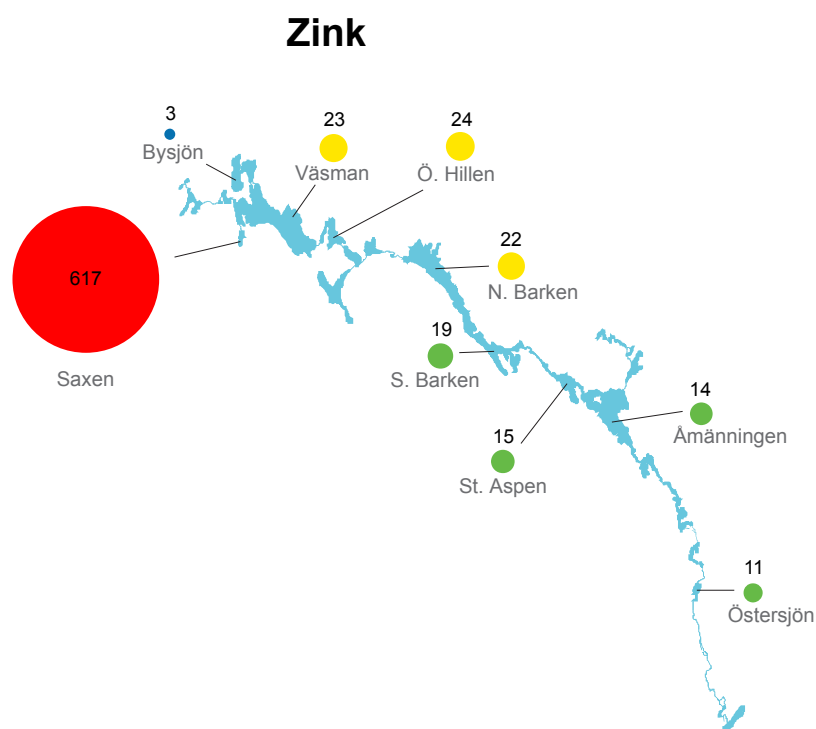 Zink
3
Bysjön
23
Väsman
24
Ö. Hillen
617
Saxen
22
N. Barken
19
S. Barken
15
St. Aspen
14
Åmänningen
11
Östersjön